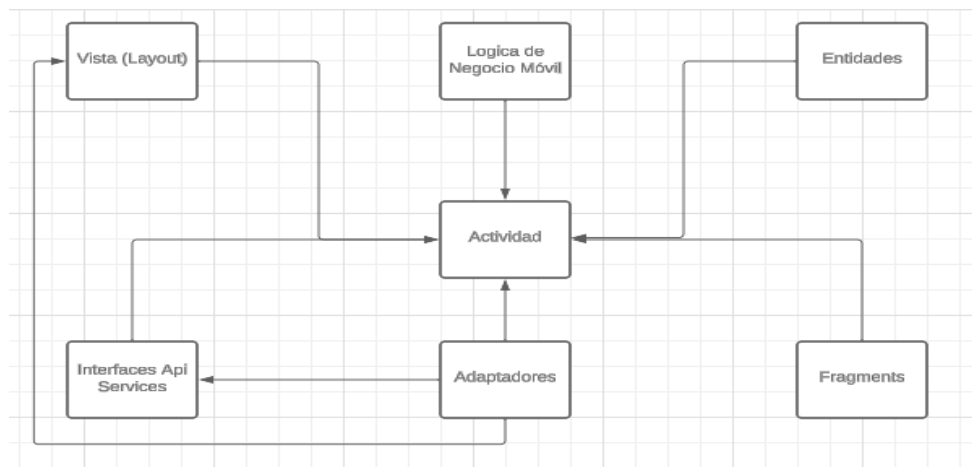 Vista (Layout)
Logica de
Negocio Móvil
Entidades
Actividad
Interfaces Api
Services
Adaptadores
Fragments